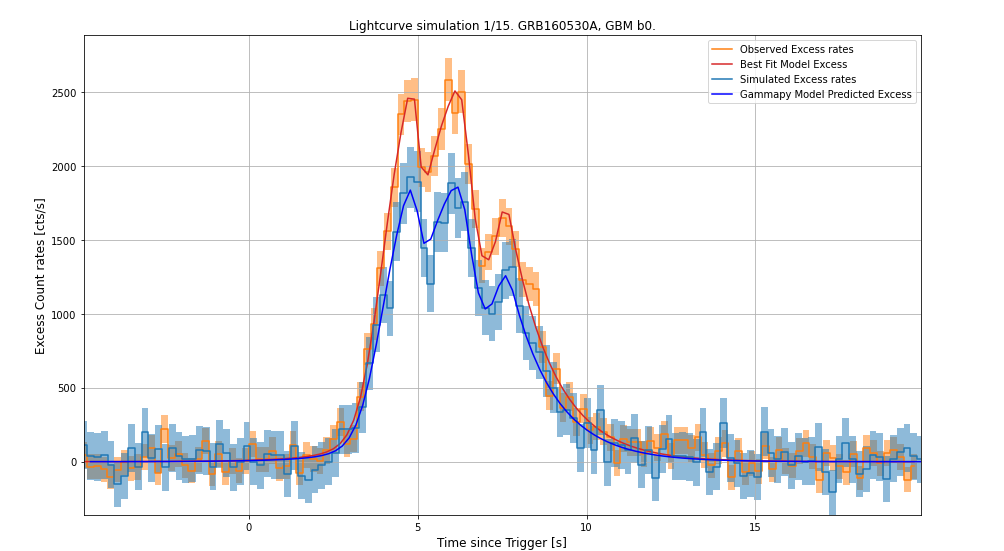 Lightcurve simulation 1/15. GRB160530A, GBM b0.
Observed Excess rates
Best Fit Model Excess
Simulated Excess rates
Gammapy Model Predicted Excess
Excess Count rates [cts/s]
2500
2000
1500
1000
500
0
0 5 10 15
Time since Trigger [s]